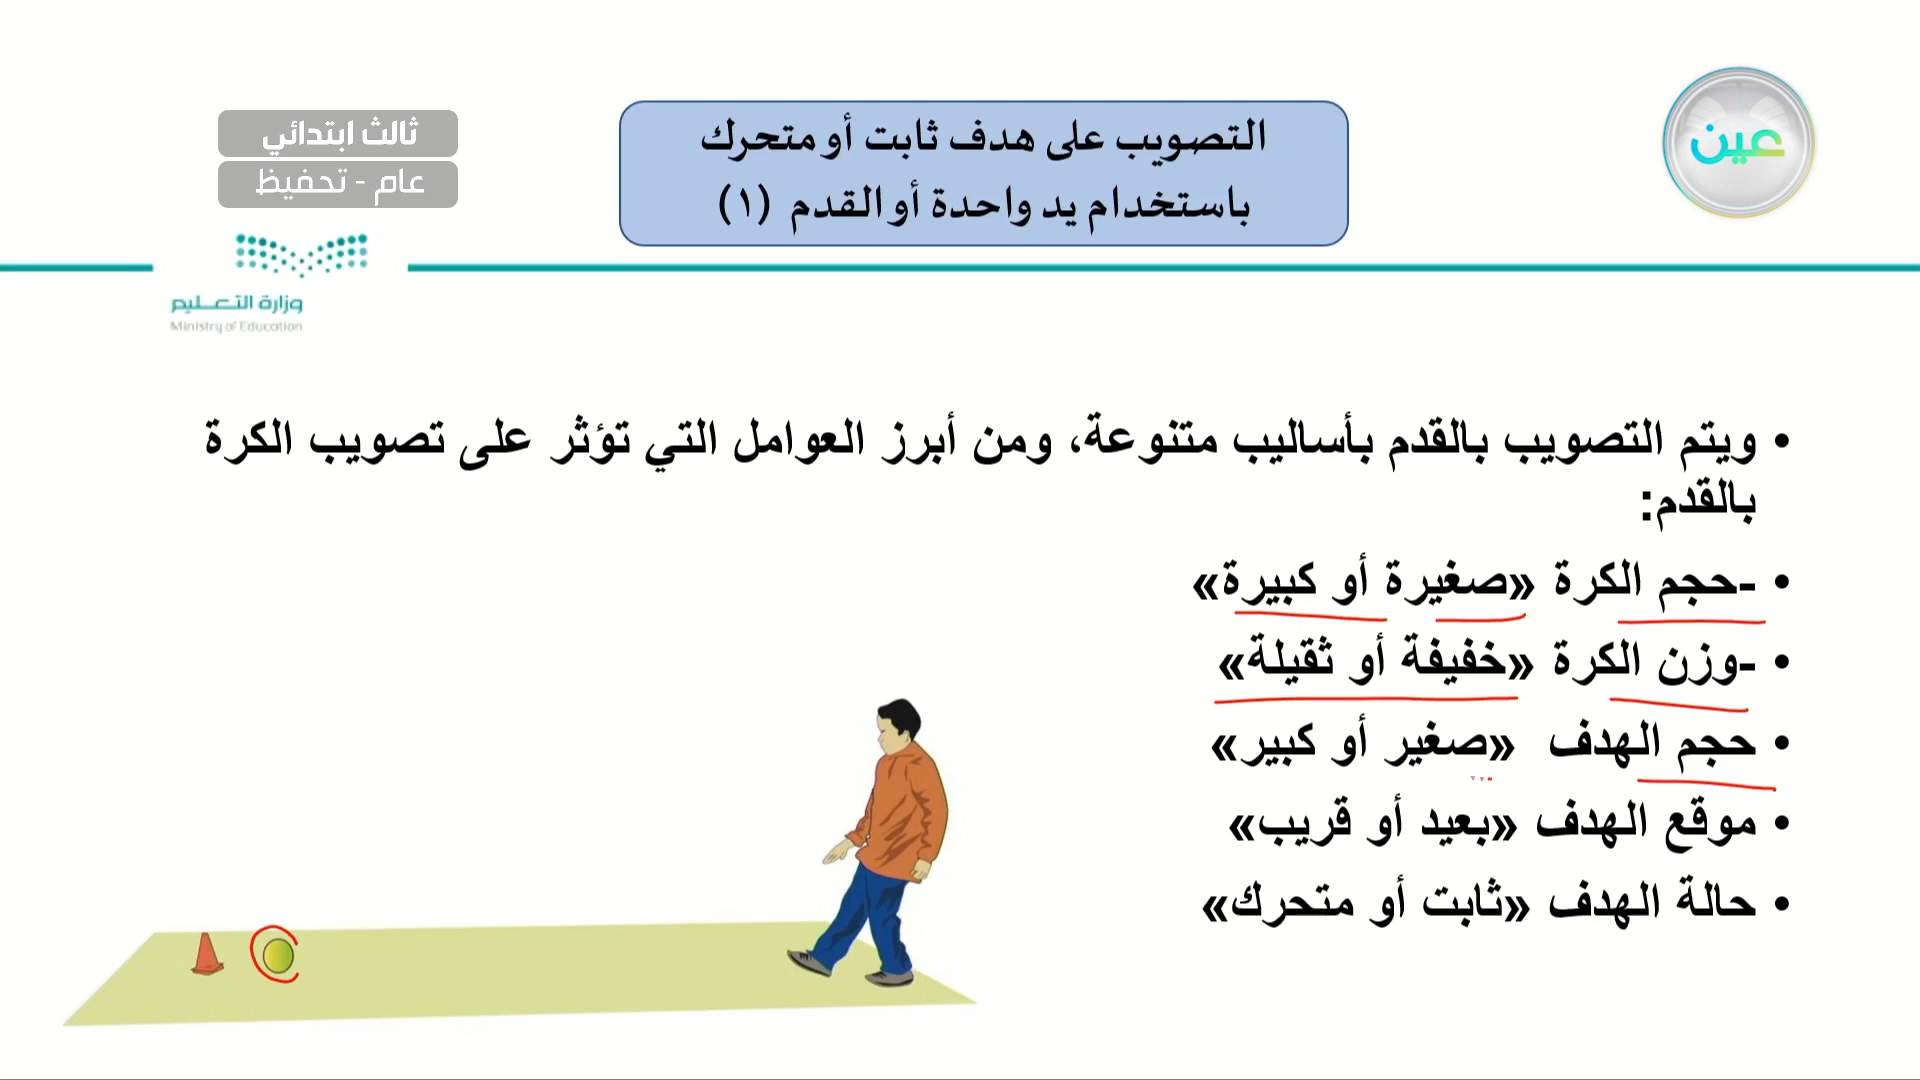 التصويب على هدف ثابت أو متحرك
باستخدام يد واحدة أو القدم (١)
عين
ثالث ابتدائي
عام - تحفيظ
وزارة التعليم
Ministry of Education
• ويتم التصويب بالقدم بأساليب متنوعة، ومن أبرز العوامل التي تؤثر على تصويب الكرة
بالقدم:
• -حجم الكرة «صغيرة أو كبيرة»
• -وزن الكرة «خفيفة أو ثقيلة»
• حجم الهدف «صغير أو كبير»
• موقع الهدف «بعيد أو قريب»
• حالة الهدف «ثابت أو متحرك»